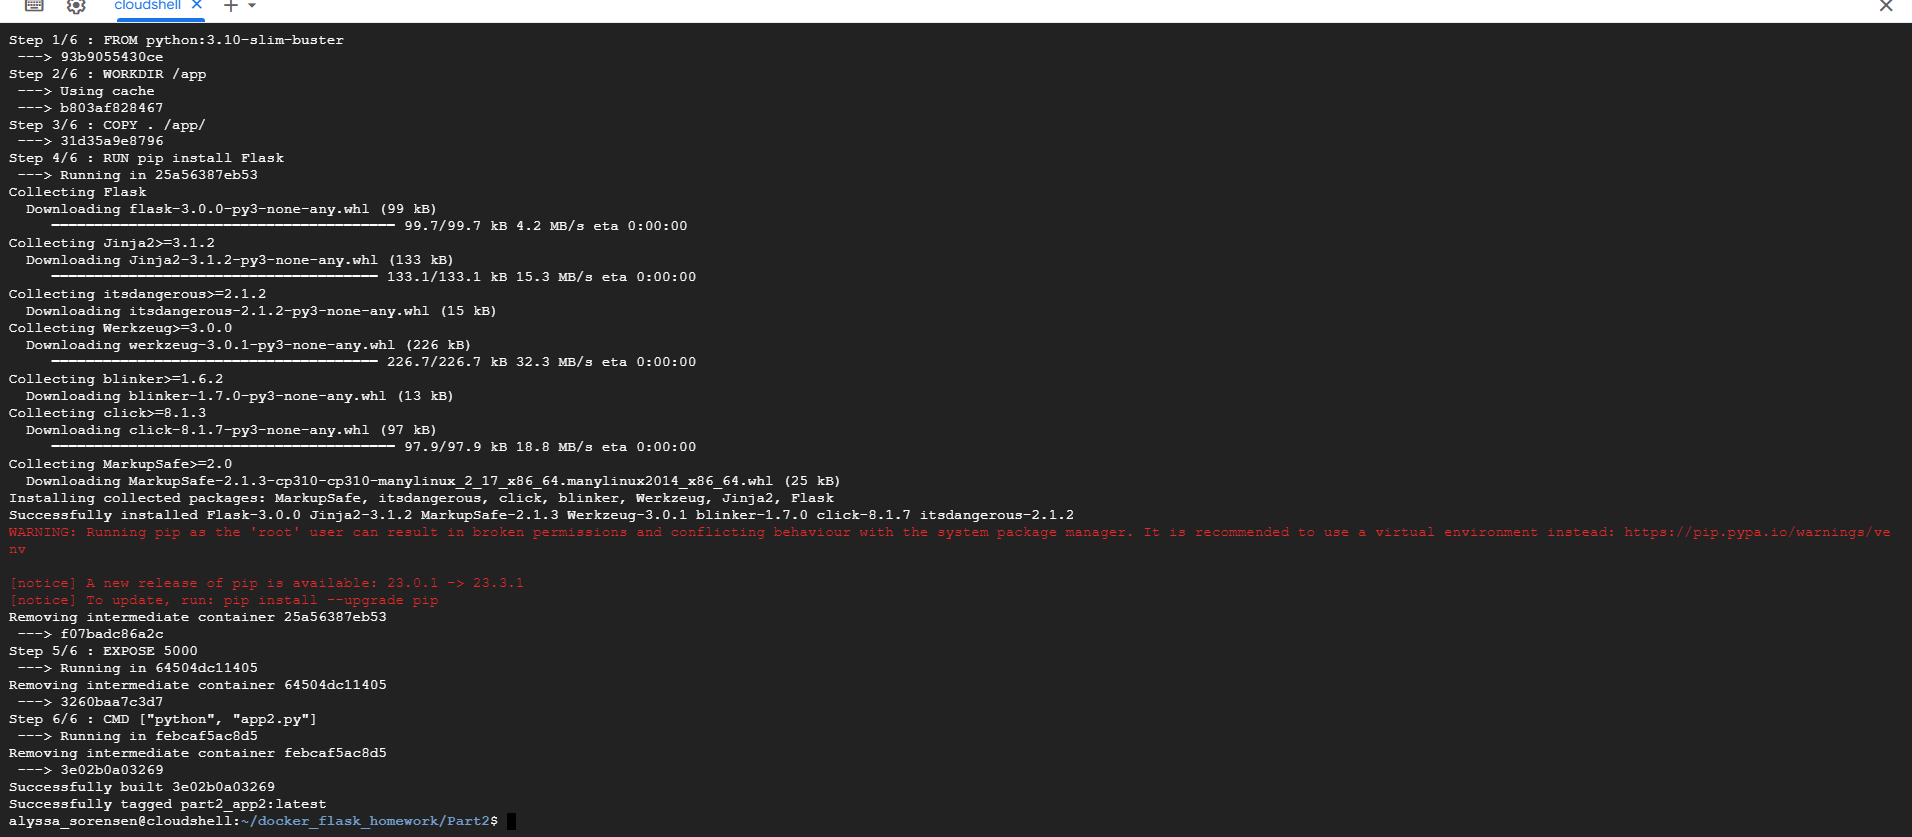 cloudshell
Step 1/6 : FROM python:3.10-slim-buster
---> 93b9055430ce
Step 2/6 : WORKDIR /app
---> Using cache
---> b803af828467
Step 3/6 : COPY . /app/
---> 31d35a9e8796
Step 4/6 : RUN pip install Flask
---> Running in 25a56387eb53
Collecting Flask
Downloading flask-3.0.0-py3-none-any.whl (99 kB)
99.7/99.7 kB 4.2 MB/s eta 0:00:00
Collecting Jinja2>=3.1.2
Downloading Jinja2-3.1.2-py3-none-any.whl (133 kB)
133.1/133.1 kB 15.3 MB/s eta 0:00:00
Collecting itsdangerous>=2.1.2
Downloading itsdangerous-2.1.2-py3-none-any.whl (15 kB)
Collecting Werkzeug>=3.0.0
Downloading werkzeug-3.0.1-py3-none-any.whl (226 kB)
226.7/226.7 kB 32.3 MB/s eta 0:00:00
Collecting blinker>=1.6.2
Downloading blinker-1.7.0-py3-none-any.whl (13 kB)
Collecting click>=8.1.3
Downloading click-8.1.7-py3-none-any.whl (97 kB)
97.9/97.9 kB 18.8 MB/s eta 0:00:00
Collecting MarkupSafe>=2.0
Downloading MarkupSafe-2.1.3-cp310-cp310-manylinux_2_17_x86_64.manylinux2014_x86_64.whl (25 kB)
Installing collected packages: MarkupSafe, itsdangerous, click, blinker, Werkzeug, Jinja2, Flask
Successfully installed Flask-3.0.0 Jinja2-3.1.2 MarkupSafe-2.1.3 Werkzeug-3.0.1 blinker-1.7.0 click-8.1.7 itsdangerous-2.1.2
WARNING: Running pip as the 'root' user can result in broken permissions and conflicting behaviour with the system package manager. It is recommended to use a virtual environment instead: https://pip.pypa.io/warnings/ve
nv
[notice] A new release of pip is available: 23.0.1 -> 23.3.1
[notice] To update, run: pip install --upgrade pip
Removing intermediate container 25a56387eb53
---> f07badc86a2c
Step 5/6 : EXPOSE 5000
---> Running in 64504dc11405
Removing intermediate container 64504dc11405
---> 3260baa7c3d7
Step 6/6 : CMD ["python", "app2.py"]
---> Running in febcaf5ac8d5
Removing intermediate container febcaf5ac8d5
---> 3e02b0a03269
Successfully built 3e02b0a03269
Successfully tagged part2_app2:latest
alyssa_sorensen@cloudshell:~/docker_flask_homework/Part2$